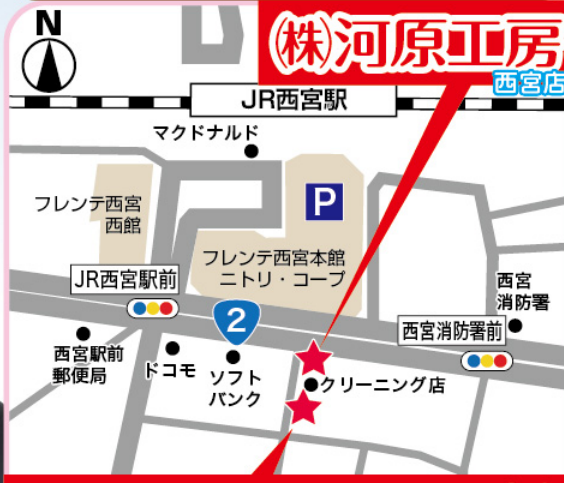 N
㈱河原工房
西宮店
JR西宮駅
マクドナルド
P
フレンテ西宮
西館
フレンテ西宮本館
ニトリ・コープ
JR西宮駅前
2
西宮
消防署
西宮消防署前
西宮駅前
郵便局
ドコモ
ソフト
バンク
クリーニング店